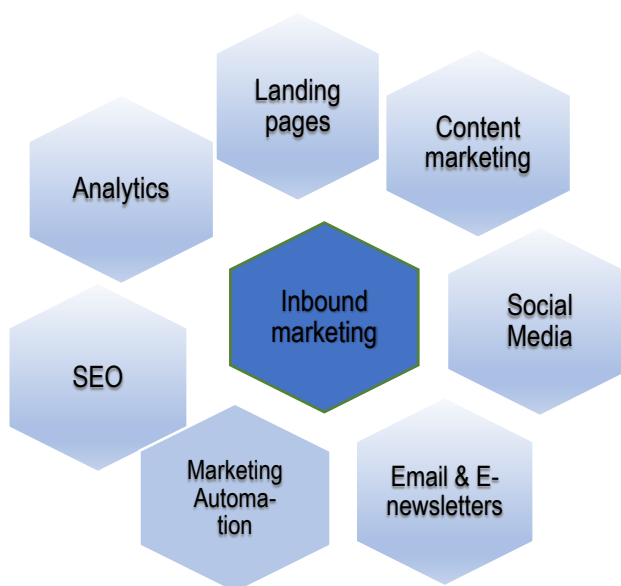 Landing
pages
Content
marketing
Analytics
Inbound
marketing
Social
Media
SEO
Marketing
Automa-
tion
Email & E-
newsletters